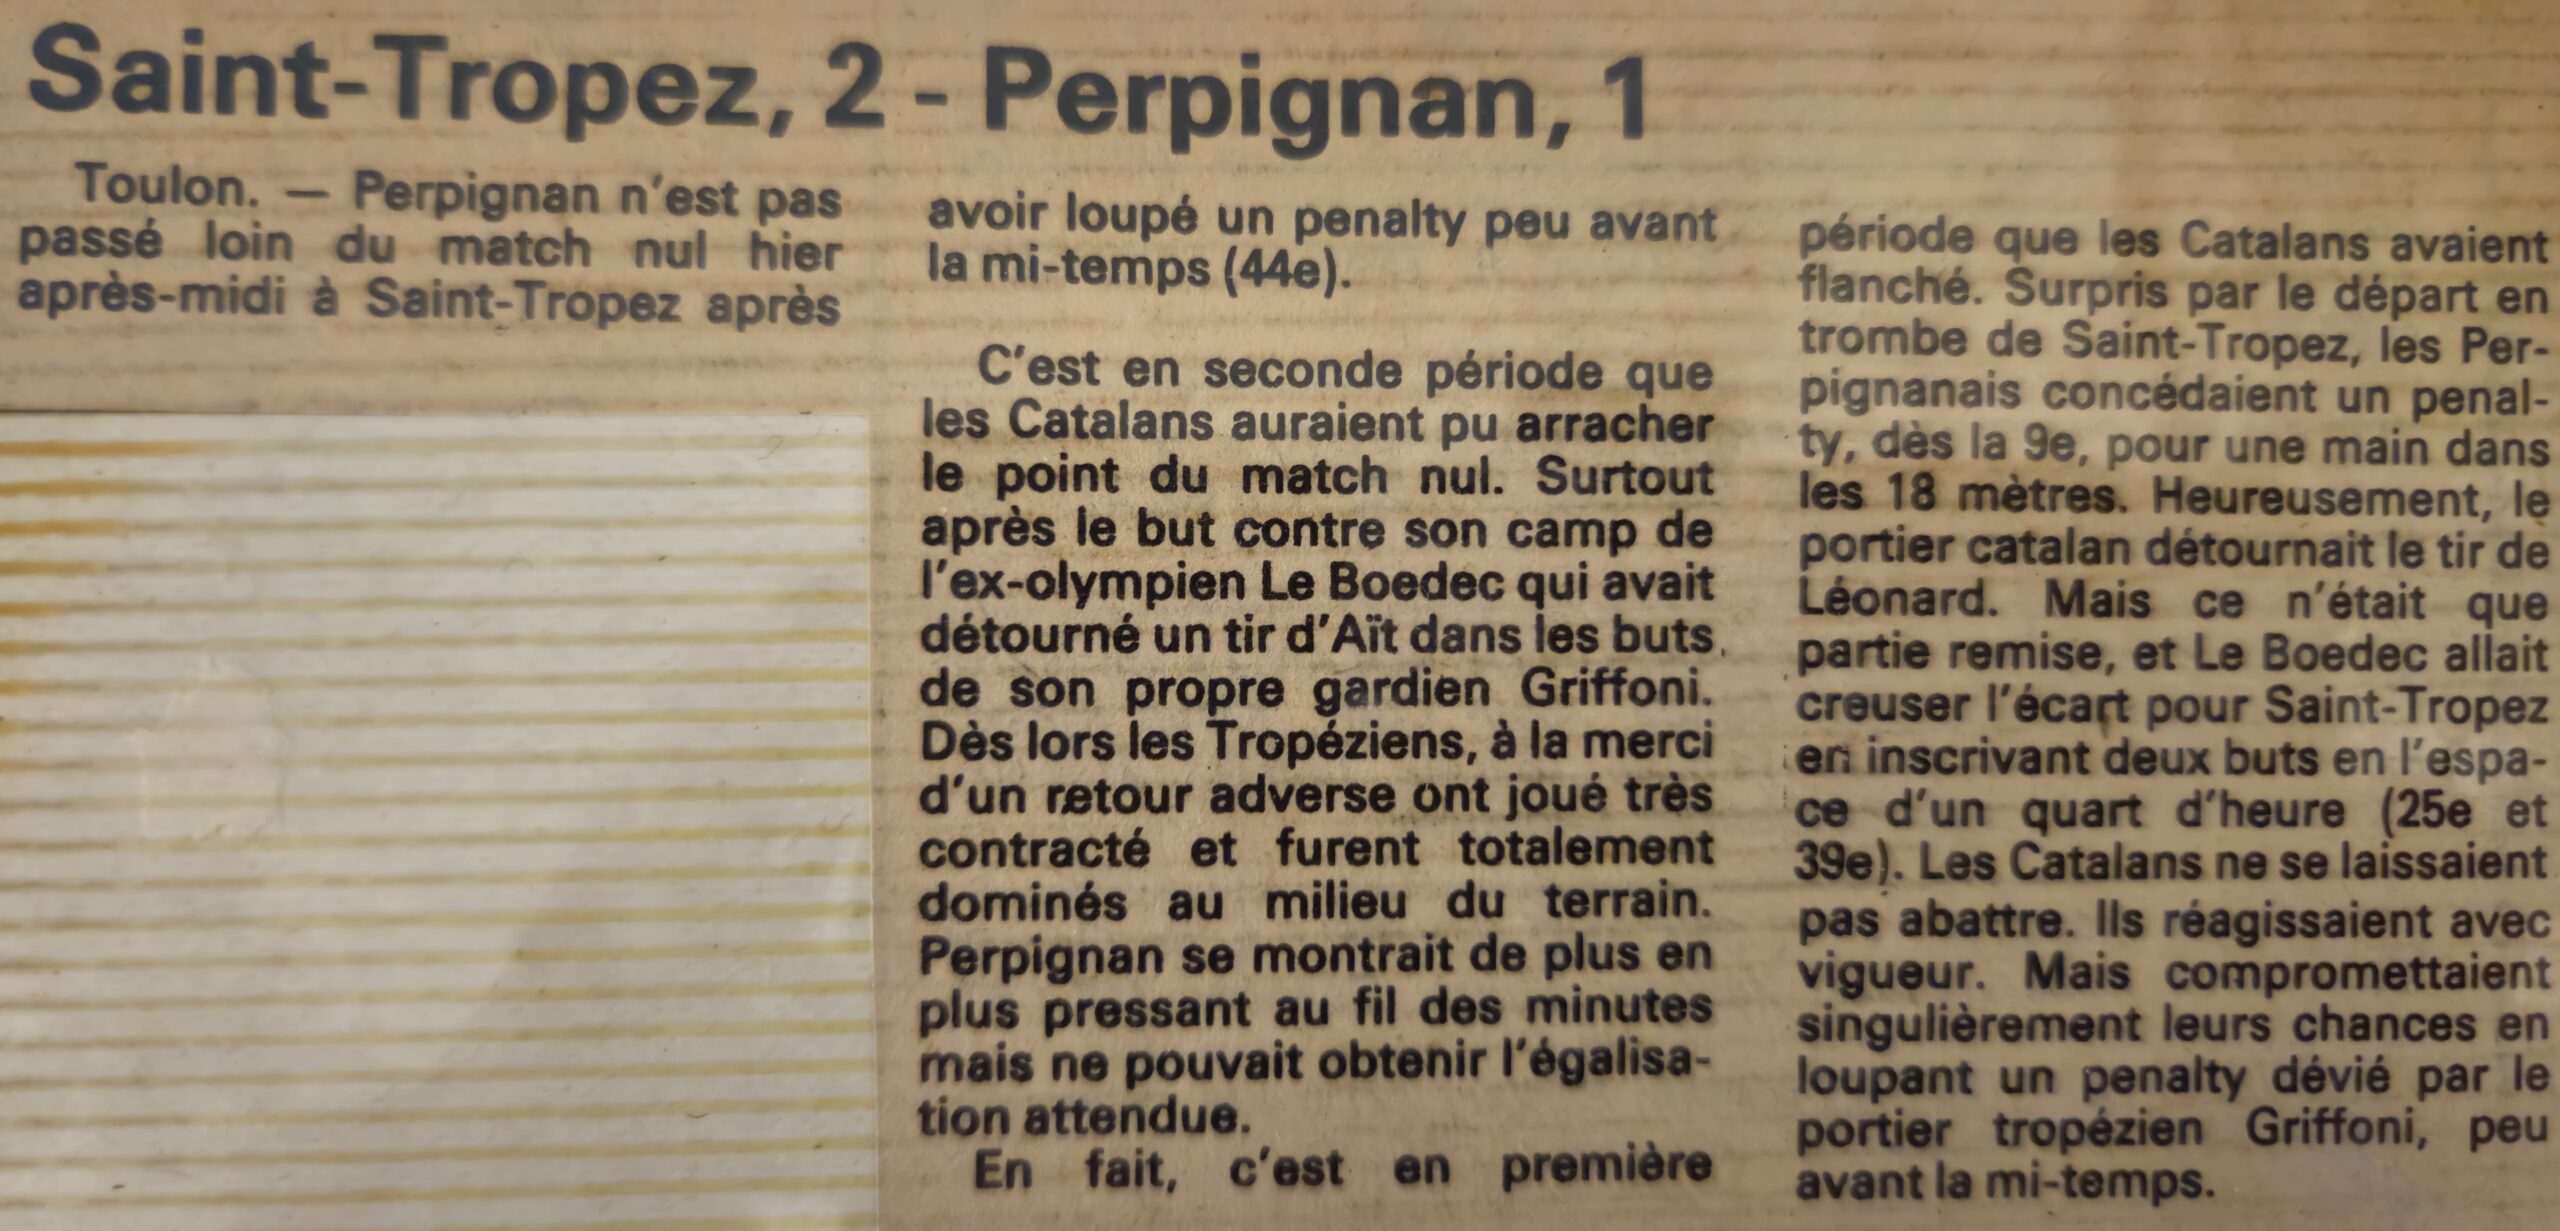 Saint-Tropez, 2 - Perpignan, 1
Toulon. — Perpignan n'est pas
passé loin du match nul hier
après-midi à Saint-Tropez après
avoir loupé un penalty peu avant
la mi-temps (44e).
C'est en seconde période que
les Catalans auraient pu arracher
le point du match nul. Surtout
après le but contre son camp de
l'ex-olympien Le Boedec qui avait
détourné un tir d'Aït dans les buts
de son propre gardien Griffoni.
Dès lors les Tropéziens, à la merci
d'un retour adverse ont joué très
contracté et furent totalement
dominés au milieu du terrain.
Perpignan se montrait de plus en
plus pressant au fil des minutes
mais ne pouvait obtenir l'égalisa-
tion attendue.
En fait, c'est en première
période que les Catalans avaient
flanché. Surpris par le départ en
trombe de Saint-Tropez, les Per-
pignanais concédaient un penal-
ty, dès la 9e, pour une main dans
les 18 mètres. Heureusement, le
portier catalan détournait le tir de
Léonard. Mais ce n'était que
partie remise, et Le Boedec allait
creuser l'écart pour Saint-Tropez
en inscrivant deux buts en l'espa-
ce d'un quart d'heure (25e et
39e). Les Catalans ne se laissaient
pas abattre. Ils réagissaient avec
vigueur. Mais compromettaient
singulièrement leurs chances en
loupant un penalty dévié par le
portier tropézien Griffoni, peu
avant la mi-temps.